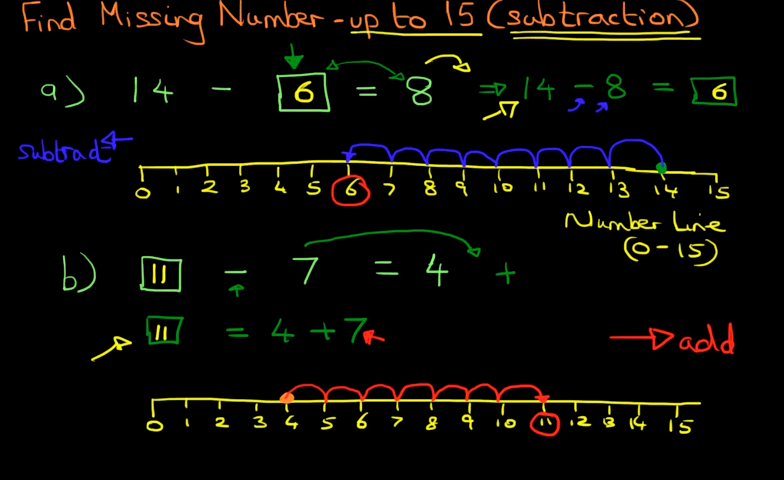 Find Missing Number - up to 15 (subtraction)
a) 14 - 6 = 8 ⇒ 14 - 8 = 6
subtract ←
0 1 2 3 4 5 6 7 8 9 10 11 12 13 14 15
Number Line
(0-15)
b) 11 - 7 = 4 +
11 = 4 + 7
→ add
0 1 2 3 4 5 6 7 8 9 10 11 12 13 14 15